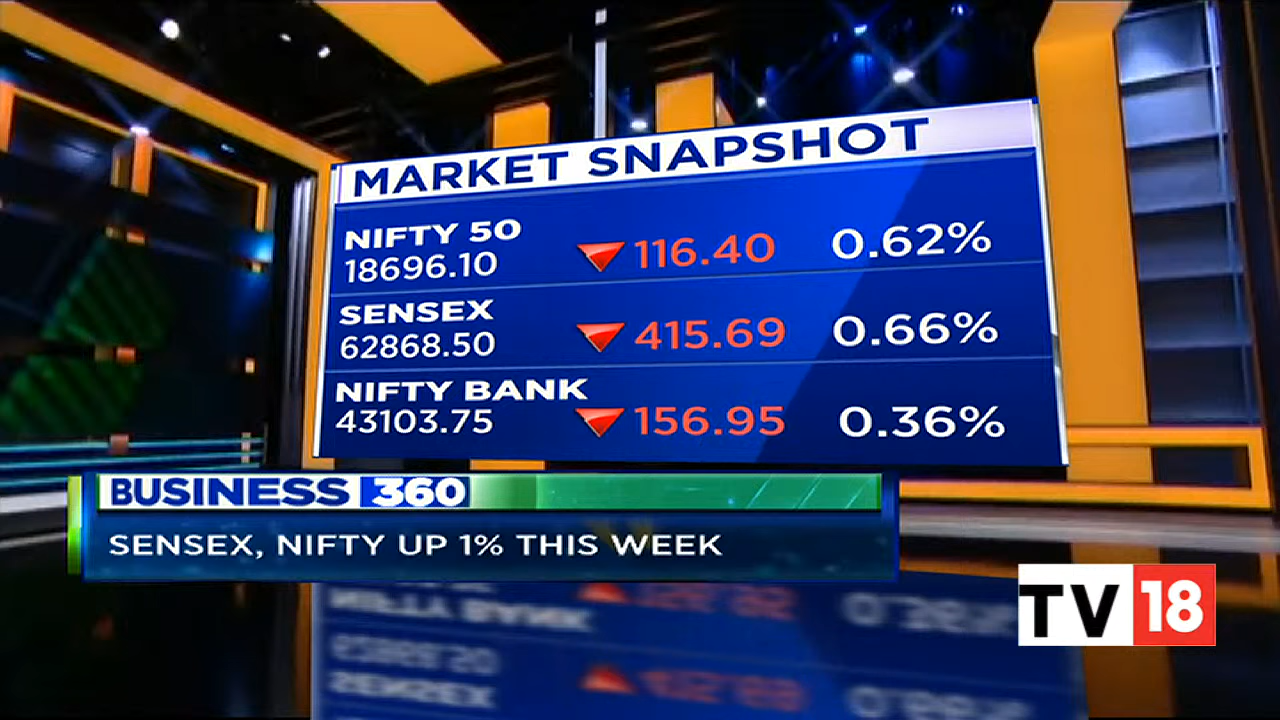 MARKET SNAPSHOT
NIFTY 50
18696.10 116.40 0.62%
SENSEX
62868.50 415.69 0.66%
NIFTY BANK
43103.75 156.95 0.36%
BUSINESS 360
SENSEX, NIFTY UP 1% THIS WEEK
TV18